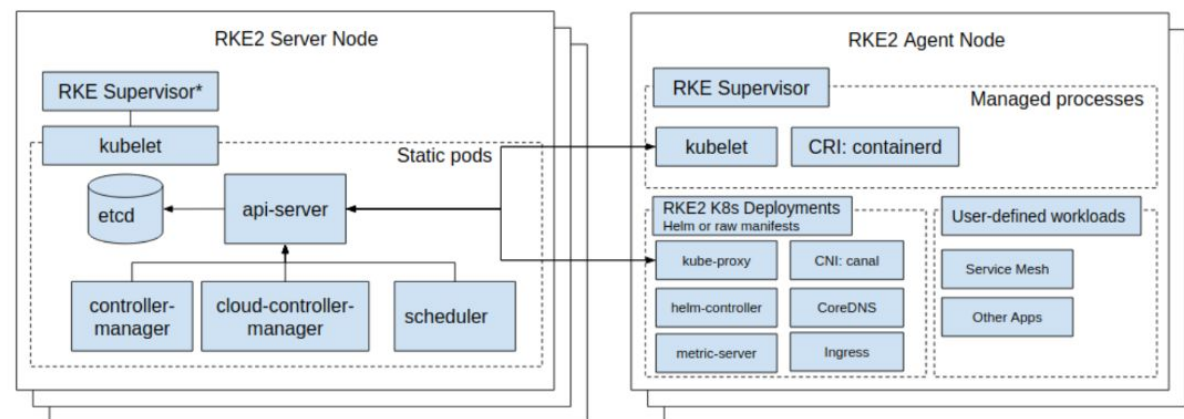 RKE2 Server Node
RKE Supervisor*
kubelet
Static pods
etcd
api-server
controller-
manager
cloud-controller-
manager
scheduler
RKE2 Agent Node
RKE Supervisor
Managed processes
kubelet
CRI: containerd
RKE2 K8s Deployments
Helm or raw manifests
kube-proxy
CNI: canal
helm-controller
CoreDNS
metric-server
Ingress
User-defined workloads
Service Mesh
Other Apps